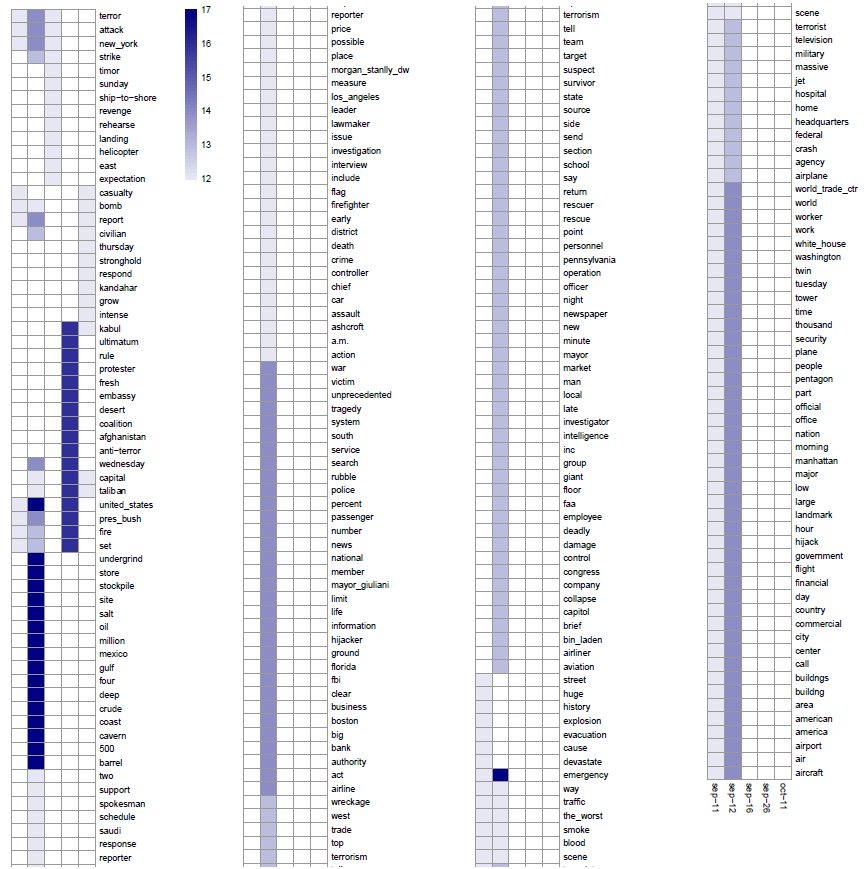 terror
attack
new_york
strike
timor
sunday
ship-to-shore
revenge
rehearse
landing
helicopter
east
expectation
casualty
bomb
report
civilian
thursday
stronghold
respond
kandahar
grow
intense
kabul
ultimatum
rule
protester
fresh
embassy
desert
coalition
afghanistan
anti-terror
wednesday
capital
taliban
united_states
pres_bush
fire
set
undergrind
store
stockpile
site
salt
oil
million
mexico
gulf
four
deep
crude
coast
cavern
500
barrel
two
support
spokesman
schedule
saudi
response
reporter
17
16
15
14
13
12
reporter
price
possible
place
morgan_stanlly_dw
measure
los_angeles
leader
lawmaker
issue
investigation
interview
include
flag
firefighter
early
district
death
crime
controller
chief
car
assault
ashcroft
a.m.
action
war
victim
unprecedented
tragedy
system
south
service
search
rubble
police
percent
passenger
number
news
national
member
mayor_giuliani
limit
life
information
hijacker
ground
florida
fbi
clear
business
boston
big
bank
authority
act
airline
wreckage
west
trade
top
terrorism
terrorism
tell
team
target
suspect
survivor
state
source
side
send
section
school
say
return
rescuer
rescue
point
personnel
pennsylvania
operation
officer
night
newspaper
new
minute
mayor
market
man
local
late
investigator
intelligence
inc
group
giant
floor
faa
employee
deadly
damage
control
congress
company
collapse
capitol
brief
bin_laden
airliner
aviation
street
huge
history
explosion
evacuation
cause
devastate
emergency
way
traffic
the_worst
smoke
blood
scene
scene
terrorist
television
military
massive
jet
hospital
home
headquarters
federal
crash
agency
airplane
world_trade_ctr
world
worker
work
white_house
washington
twin
tuesday
tower
time
thousand
security
plane
people
pentagon
part
official
office
nation
morning
manhattan
major
low
large
landmark
hour
hijack
government
flight
financial
day
country
commercial
city
center
call
buildngs
buildng
area
american
america
airport
air
aircraft
sep-11
sep-12
sep-16
sep-26
oct-11